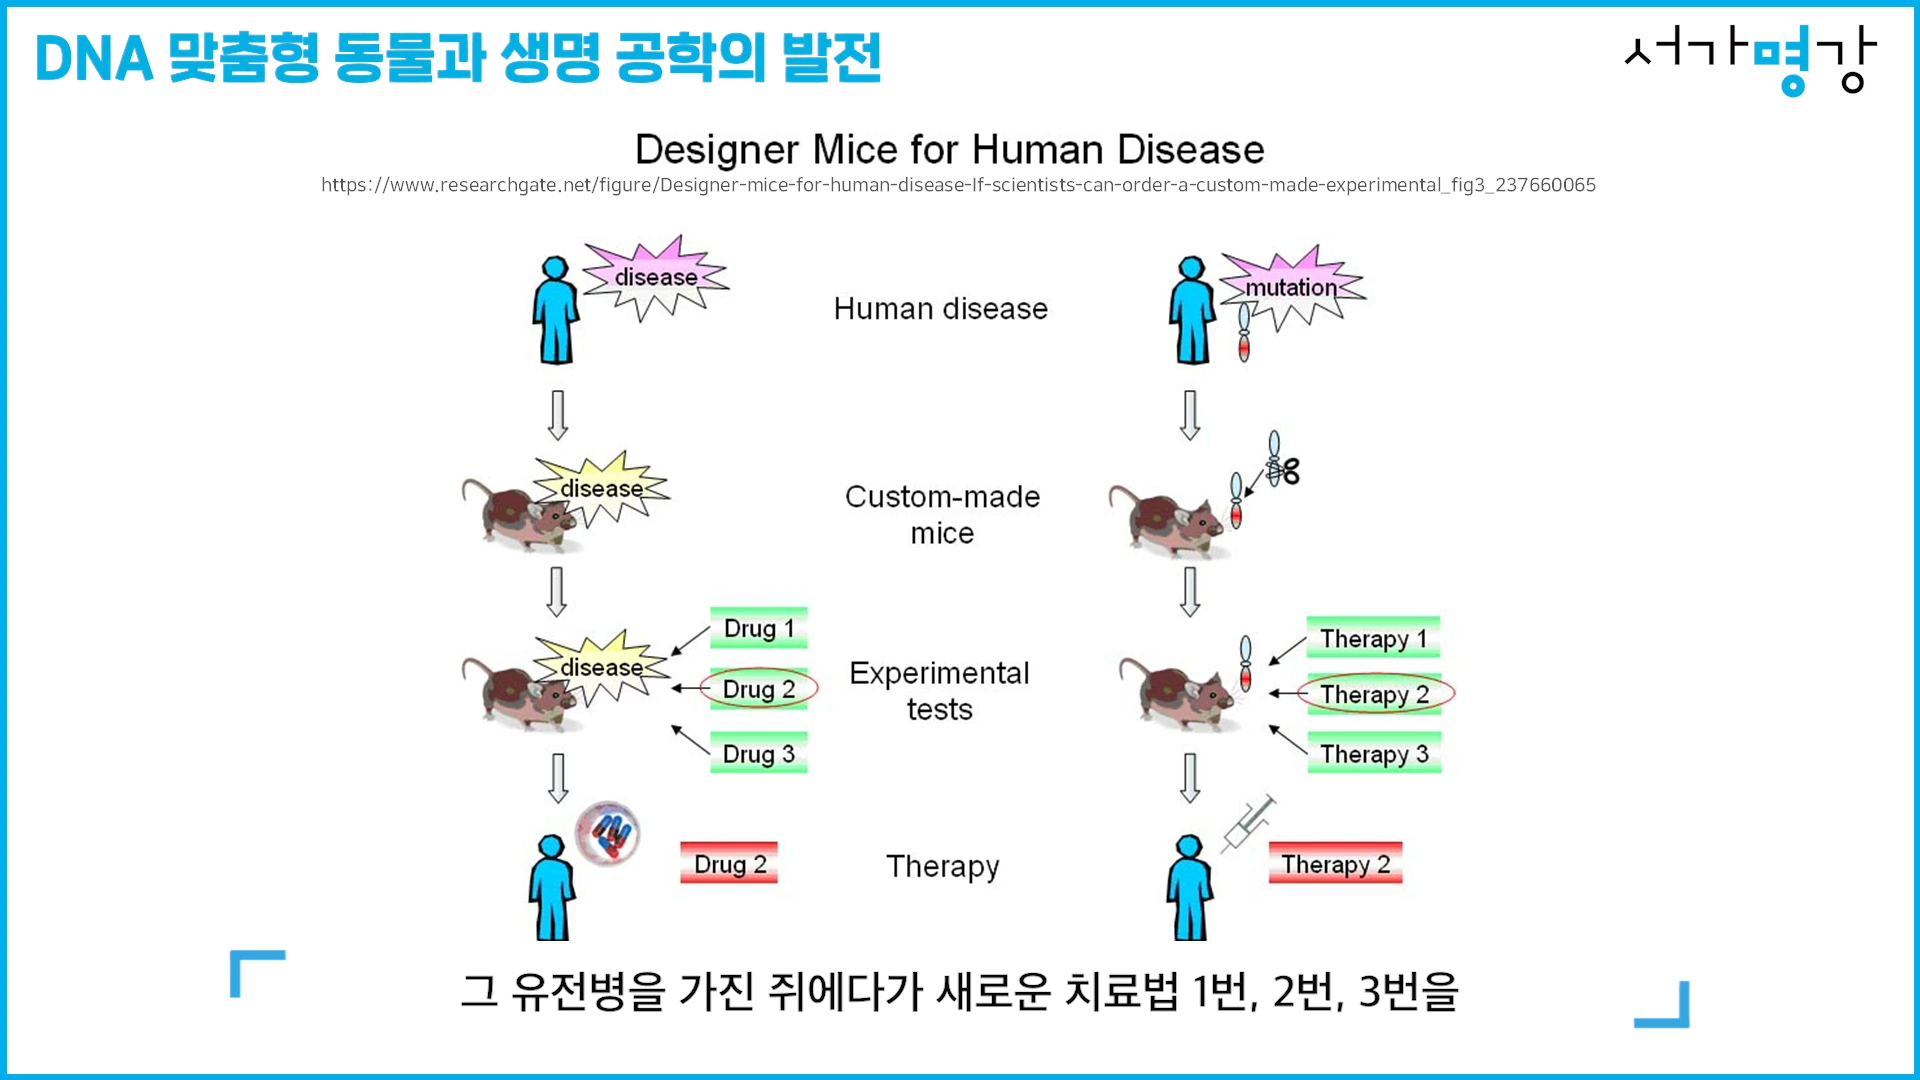 DNA 맞춤형 동물과 생명 공학의 발전
서가명강
Designer Mice for Human Disease
https://www.researchgate.net/figure/Designer-mice-for-human-disease-If-scientists-can-order-a-custom-made-experimental_fig3_237660065
disease
Human disease
mutation
disease
Custom-made
mice
disease
Drug 1
Drug 2
Drug 3
Experimental
tests
Therapy 1
Therapy 2
Therapy 3
Drug 2
Therapy
Therapy 2
그 유전병을 가진 쥐에다가 새로운 치료법 1번, 2번, 3번을